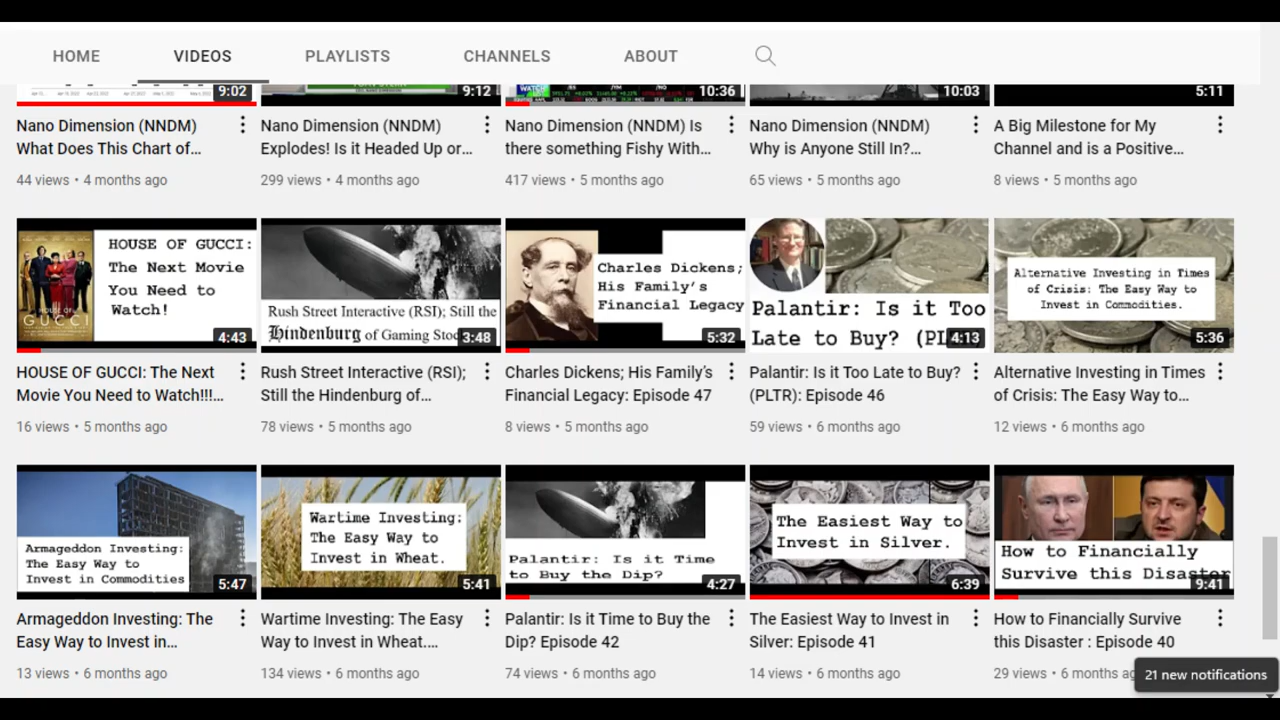 HOME VIDEOS PLAYLISTS CHANNELS ABOUT
9:02 9:12 10:36 10:03 5:11
Nano Dimension (NNDM)
What Does This Chart of...
44 views • 4 months ago
Nano Dimension (NNDM)
Explodes! Is it Headed Up or...
299 views • 4 months ago
Nano Dimension (NNDM) Is
there something Fishy With...
417 views • 5 months ago
Nano Dimension (NNDM)
Why is Anyone Still In?...
65 views • 5 months ago
A Big Milestone for My
Channel and is a Positive...
8 views • 5 months ago
HOUSE OF GUCCI:
The Next Movie
You Need to
Watch!
HOUSE OF
GUCCI
4:43
HOUSE OF GUCCI: The Next
Movie You Need to Watch!!!...
16 views • 5 months ago
Rush Street Interactive (RSI); Still the
Hindenburg of Gaming Stoc
3:48
Rush Street Interactive (RSI);
Still the Hindenburg of...
78 views • 5 months ago
Charles Dickens;
His Family's
Financial Legacy
5:32
Charles Dickens; His Family's
Financial Legacy: Episode 47
8 views • 5 months ago
Palantir: Is it Too
Late to Buy? (PL
4:13
Palantir: Is it Too Late to Buy?
(PLTR): Episode 46
59 views • 6 months ago
Alternative Investing in Times
of Crisis: The Easy Way to
Invest in Commodities.
5:36
Alternative Investing in Times
of Crisis: The Easy Way to...
12 views • 6 months ago
Armageddon Investing:
The Easy Way to
Invest in Commodities
5:47
Armageddon Investing: The
Easy Way to Invest in...
13 views • 6 months ago
Wartime Investing:
The Easy Way to
Invest in Wheat.
5:41
Wartime Investing: The Easy
Way to Invest in Wheat....
134 views • 6 months ago
Palantir: Is it Time
to Buy the Dip?
4:27
Palantir: Is it Time to Buy the
Dip? Episode 42
74 views • 6 months ago
The Easiest Way to
Invest in Silver.
6:39
The Easiest Way to Invest in
Silver: Episode 41
14 views • 6 months ago
How to Financially
Survive this Disaster
9:41
How to Financially Survive
this Disaster : Episode 40
29 views • 6 months ag
21 new notifications